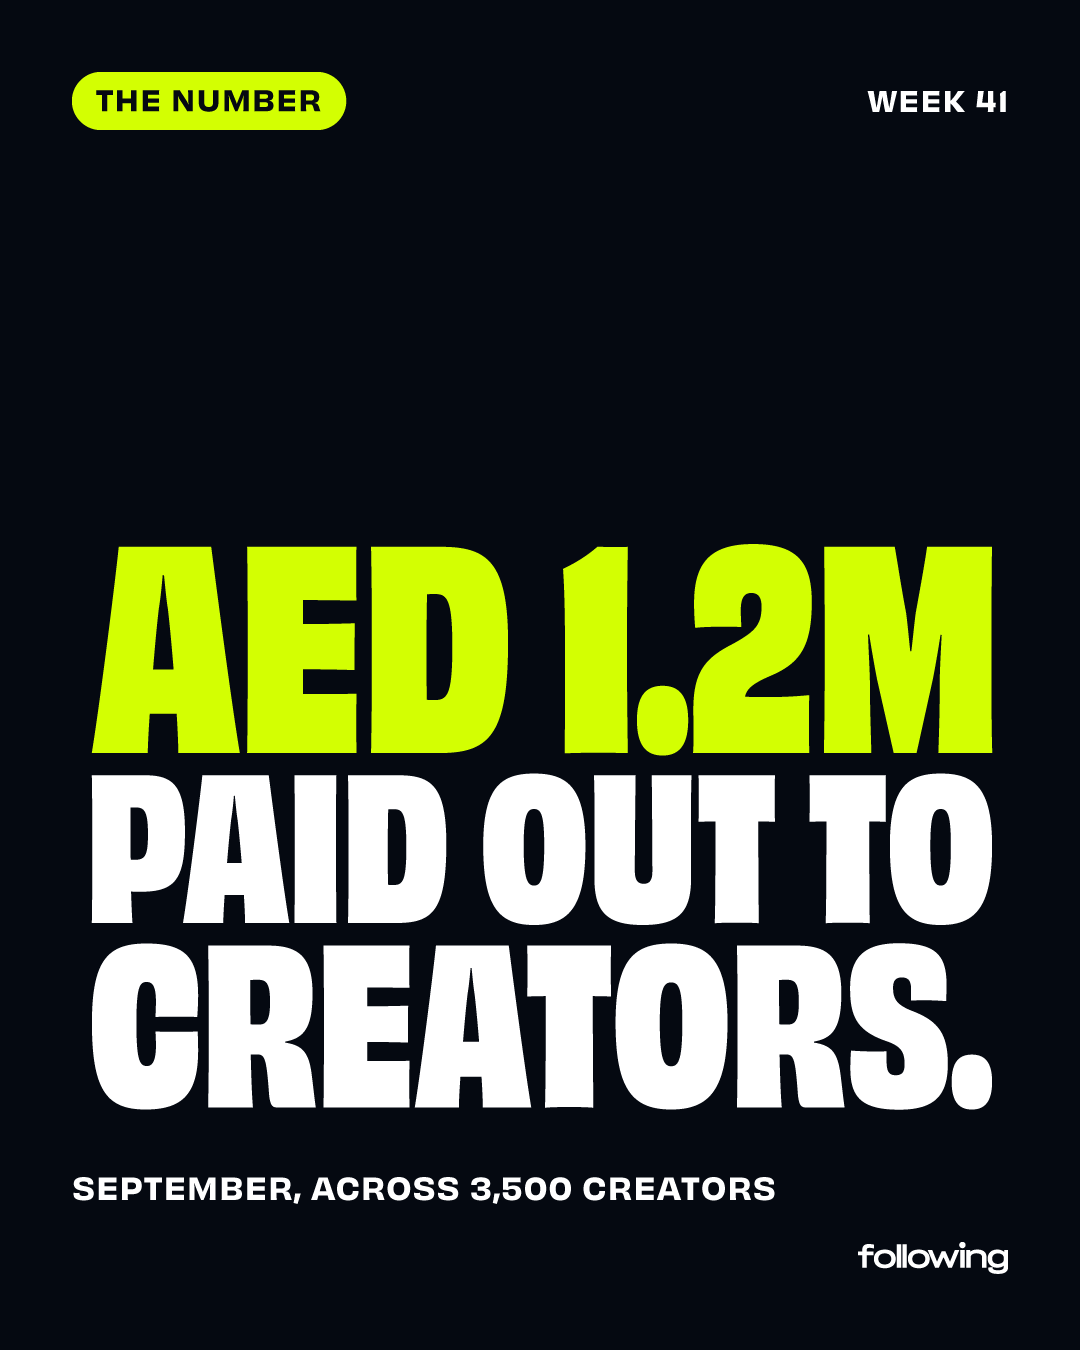 THE NUMBER
WEEK 41
AED 1.2M
PAID OUT TO
CREATORS.
SEPTEMBER, ACROSS 3,500 CREATORS
following